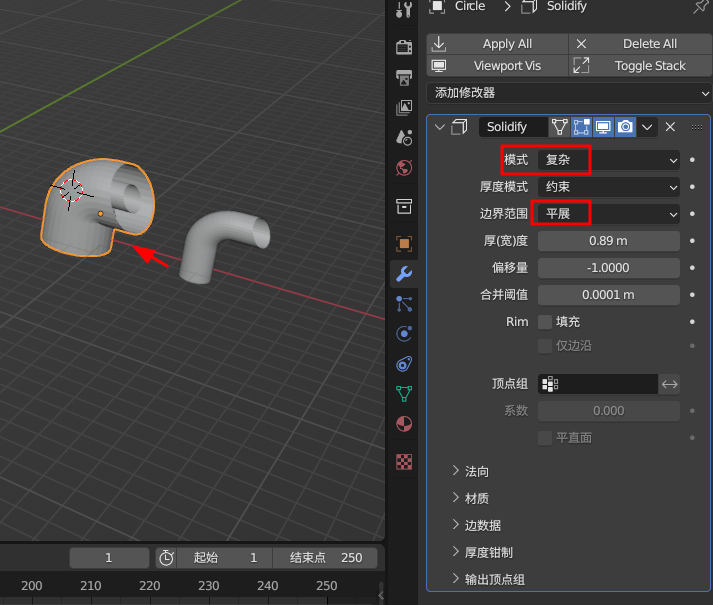 Circle > Solidify
Apply All
Delete All
Viewport Vis
Toggle Stack
添加修改器
Solidify
模式 复杂
厚度模式 约束
边界范围 平展
厚(宽)度 0.89 m
偏移量 -1.0000
合并阈值 0.0001 m
Rim 填充
仅边沿
顶点组
系数 0.000
平直面
法向
材质
边数据
厚度钳制
输出顶点组
1 起始 1 结束点 250
200 210 220 230 240 250